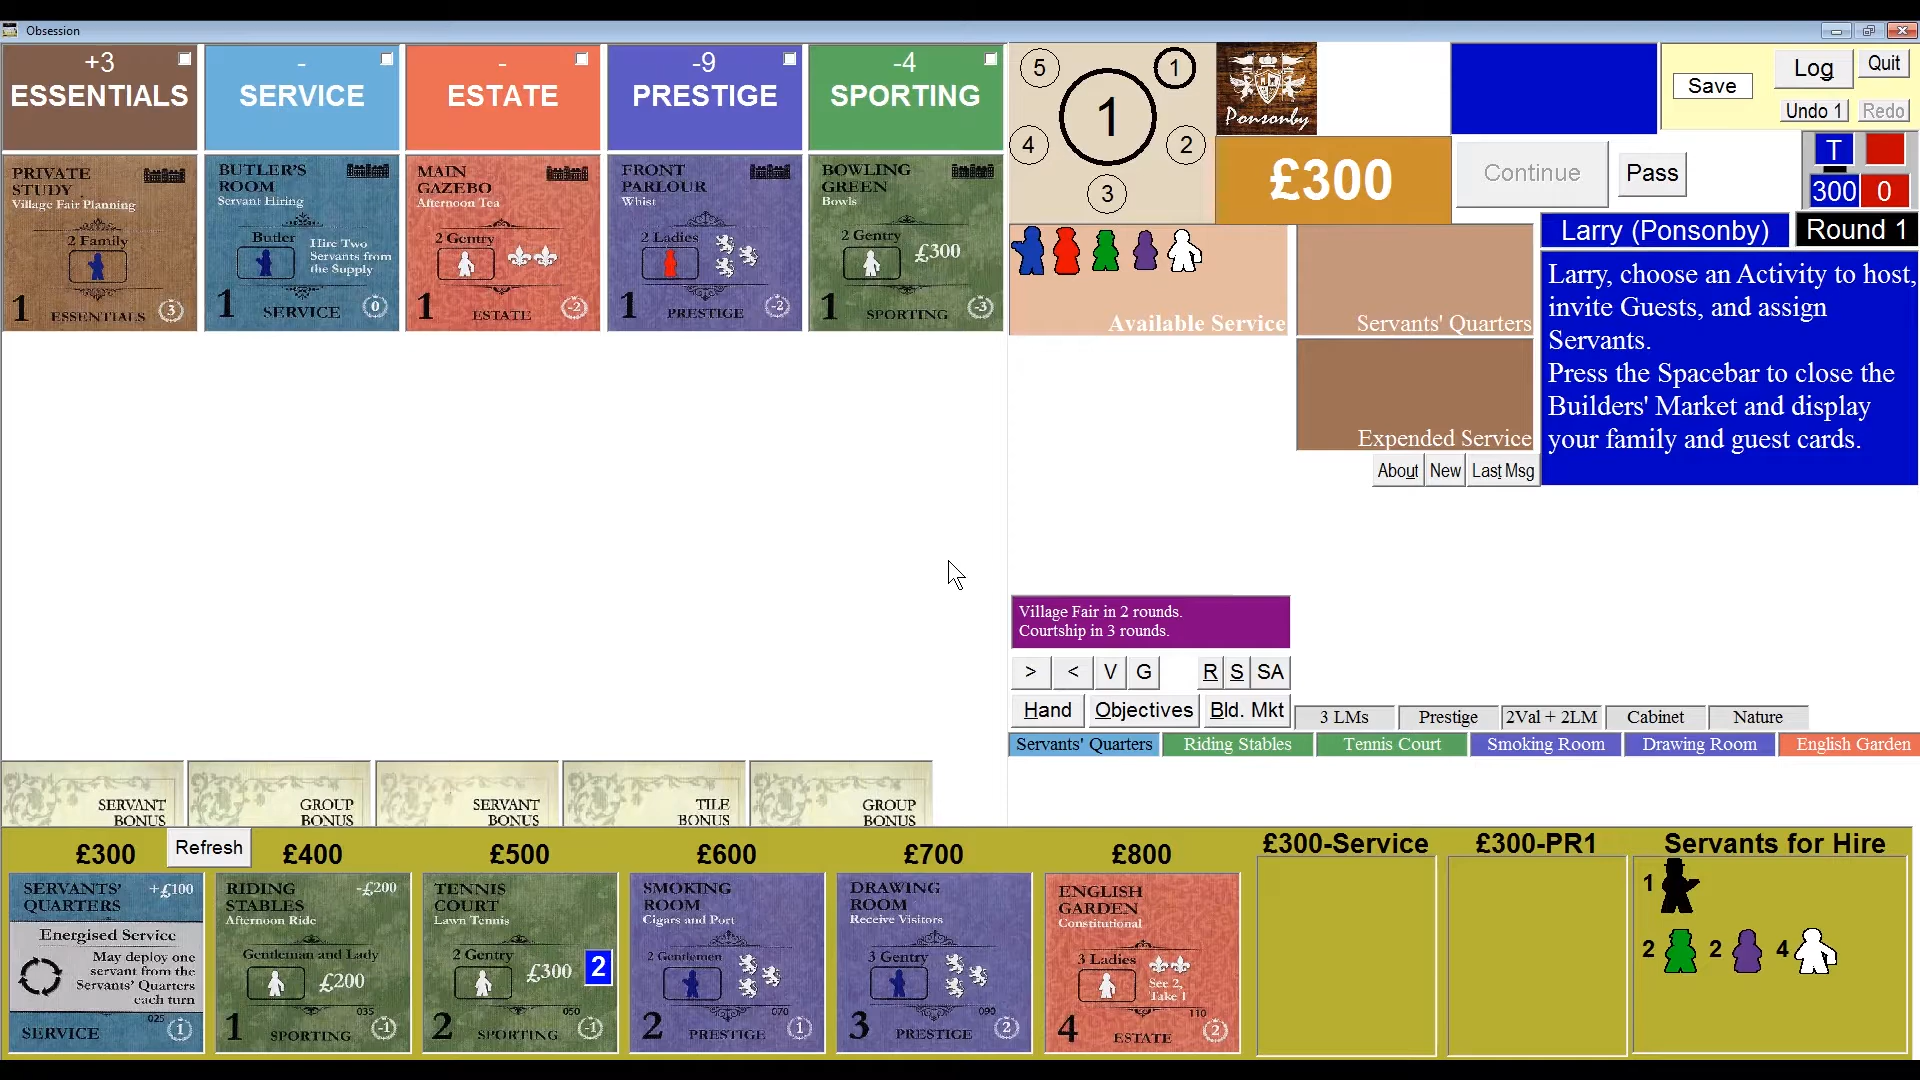 Obsession
+3
ESSENTIALS
-
SERVICE
-
ESTATE
-9
PRESTIGE
-4
SPORTING
PRIVATE
STUDY
Village Fair Planning
2 Family
1
ESSENTIALS
3
BUTLER'S
ROOM
Servant Hiring
Butler
Hire Two
Servants from
the Supply
1
SERVICE
0
MAIN
GAZEBO
Afternoon Tea
2 Gentry
1
ESTATE
-2
FRONT
PARLOUR
Whist
2 Ladies
1
PRESTIGE
-2
BOWLING
GREEN
Bowls
2 Gentry
£300
1
SPORTING
-3
5
1
4
1
2
3
Ponsonby
£300
Save
Log
Quit
Undo 1
Redo
Continue
Pass
T
300
0
Larry (Ponsonby)
Round 1
Larry, choose an Activity to host,
invite Guests, and assign
Servants.
Press the Spacebar to close the
Builders' Market and display
your family and guest cards.
Available Service
Servants' Quarters
Expended Service
About
New
Last Msg
Village Fair in 2 rounds.
Courtship in 3 rounds.
>
<
V
G
R
S
SA
Hand
Objectives
Bld. Mkt
3 LMs
Prestige
2Val + 2LM
Cabinet
Nature
Servants' Quarters
Riding Stables
Tennis Court
Smoking Room
Drawing Room
English Garden
SERVANT
BONUS
GROUP
BONUS
SERVANT
BONUS
TILE
BONUS
GROUP
BONUS
£300
Refresh
£400
£500
£600
£700
£800
£300-Service
£300-PR1
Servants for Hire
SERVANTS'
QUARTERS
+£100
Energised Service
May deploy one
servant from the
Servants' Quarters
each turn
025
SERVICE
1
RIDING
STABLES
-£200
Afternoon Ride
Gentleman and Lady
£200
035
1
SPORTING
-1
TENNIS
COURT
Lawn Tennis
2 Gentry
£300
2
050
2
SPORTING
-1
SMOKING
ROOM
Cigars and Port
2 Gentlemen
070
2
PRESTIGE
1
DRAWING
ROOM
Receive Visitors
3 Gentry
090
3
PRESTIGE
2
ENGLISH
GARDEN
Constitutional
3 Ladies
See 2,
Take 1
110
4
ESTATE
2
1
2
2
4